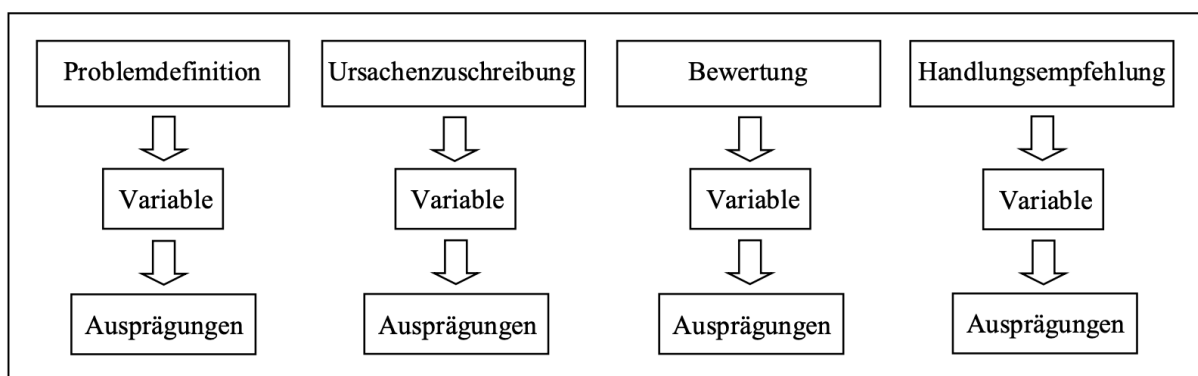 Problemdefinition
Ursachenzuschreibung
Bewertung
Handlungsempfehlung
Variable
Variable
Variable
Variable
Ausprägungen
Ausprägungen
Ausprägungen
Ausprägungen